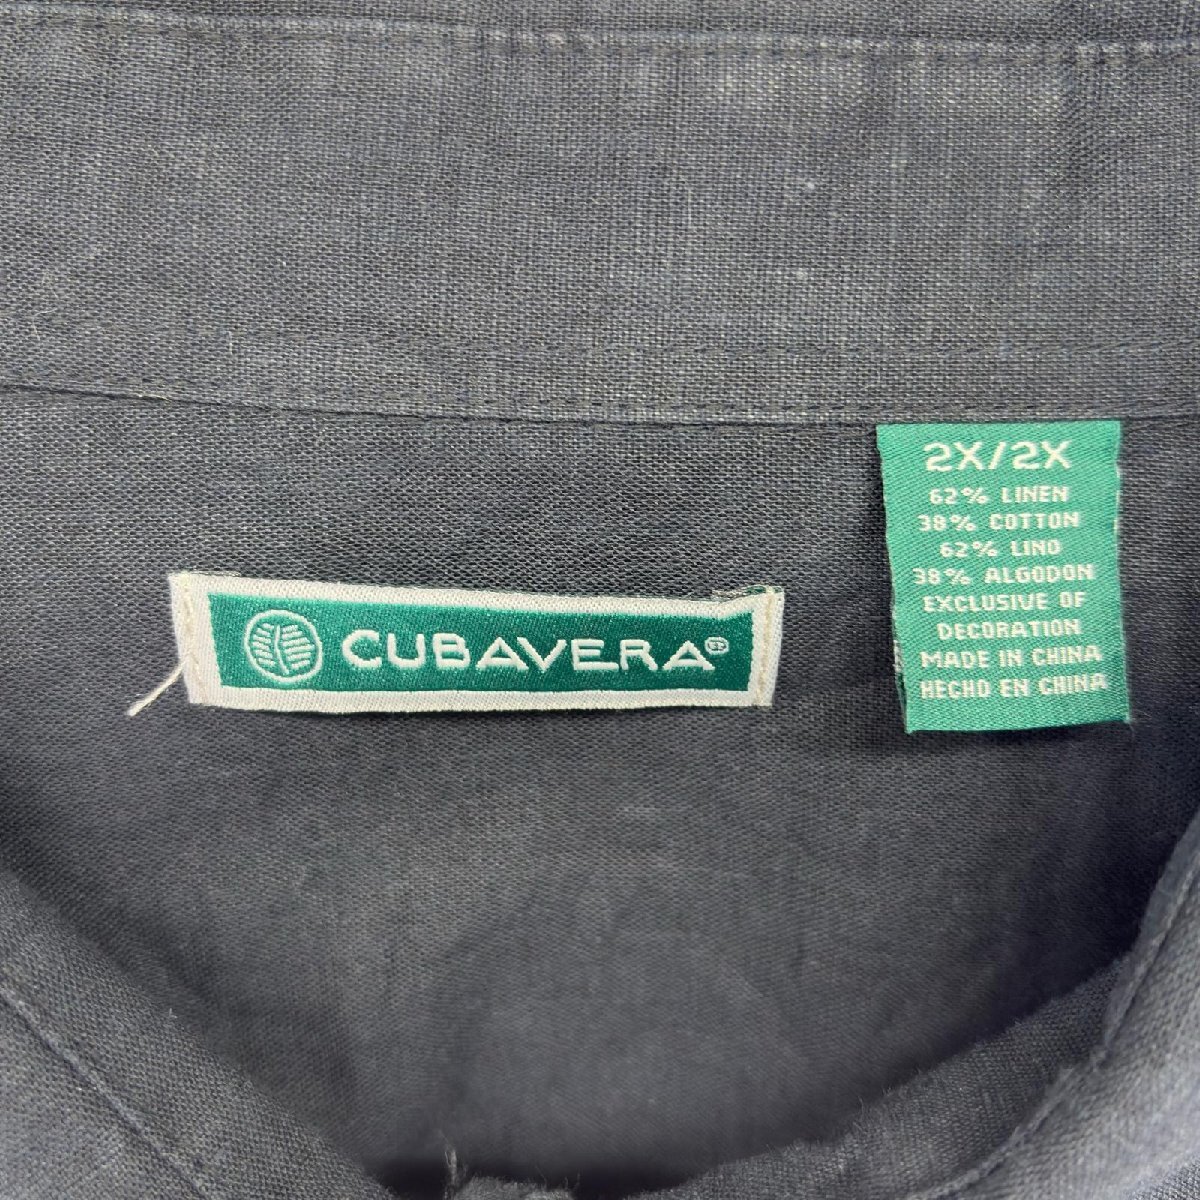 CUBAVERA®
2X/2X
62% LINEN
38% COTTON
62% LINO
38% ALGODON
EXCLUSIVE OF
DECORATION
MADE IN CHINA
HECHO EN CHINA